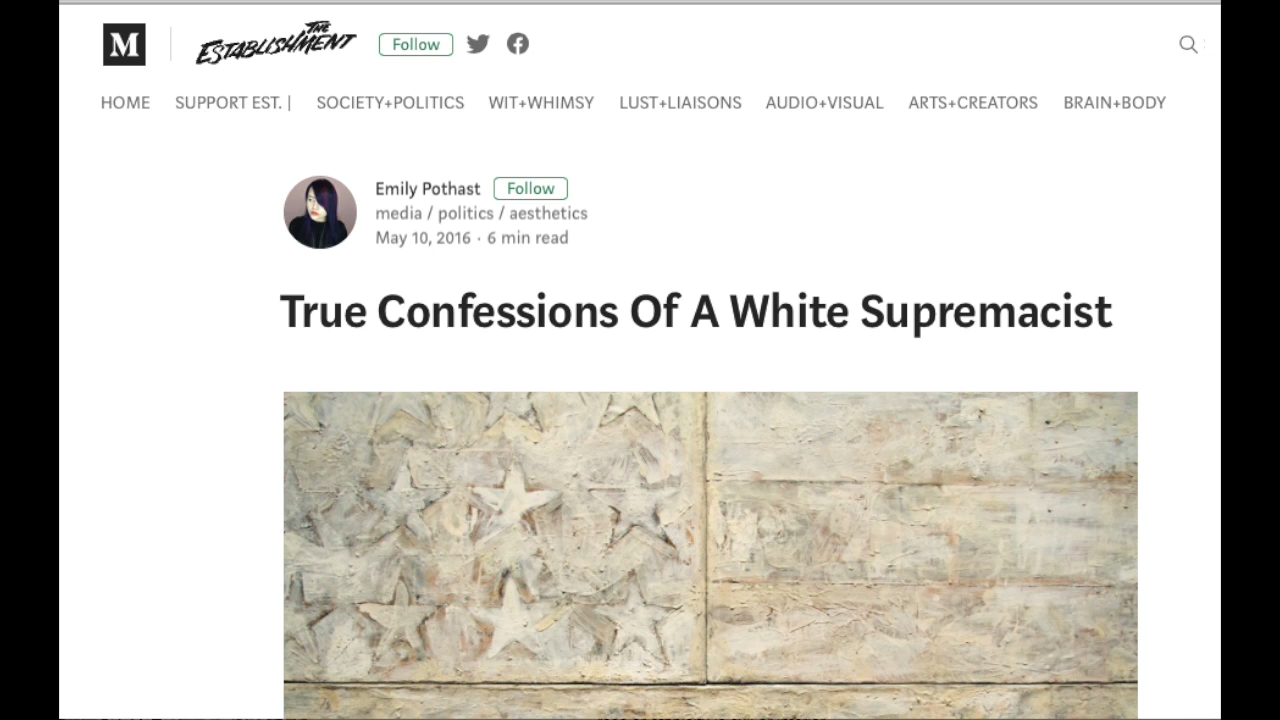 M
THE ESTABLISHMENT Follow
HOME SUPPORT EST. | SOCIETY+POLITICS WIT+WHIMSY LUST+LIAISONS AUDIO+VISUAL ARTS+CREATORS BRAIN+BODY
Emily Pothast Follow
media / politics / aesthetics
May 10, 2016 · 6 min read
True Confessions Of A White Supremacist